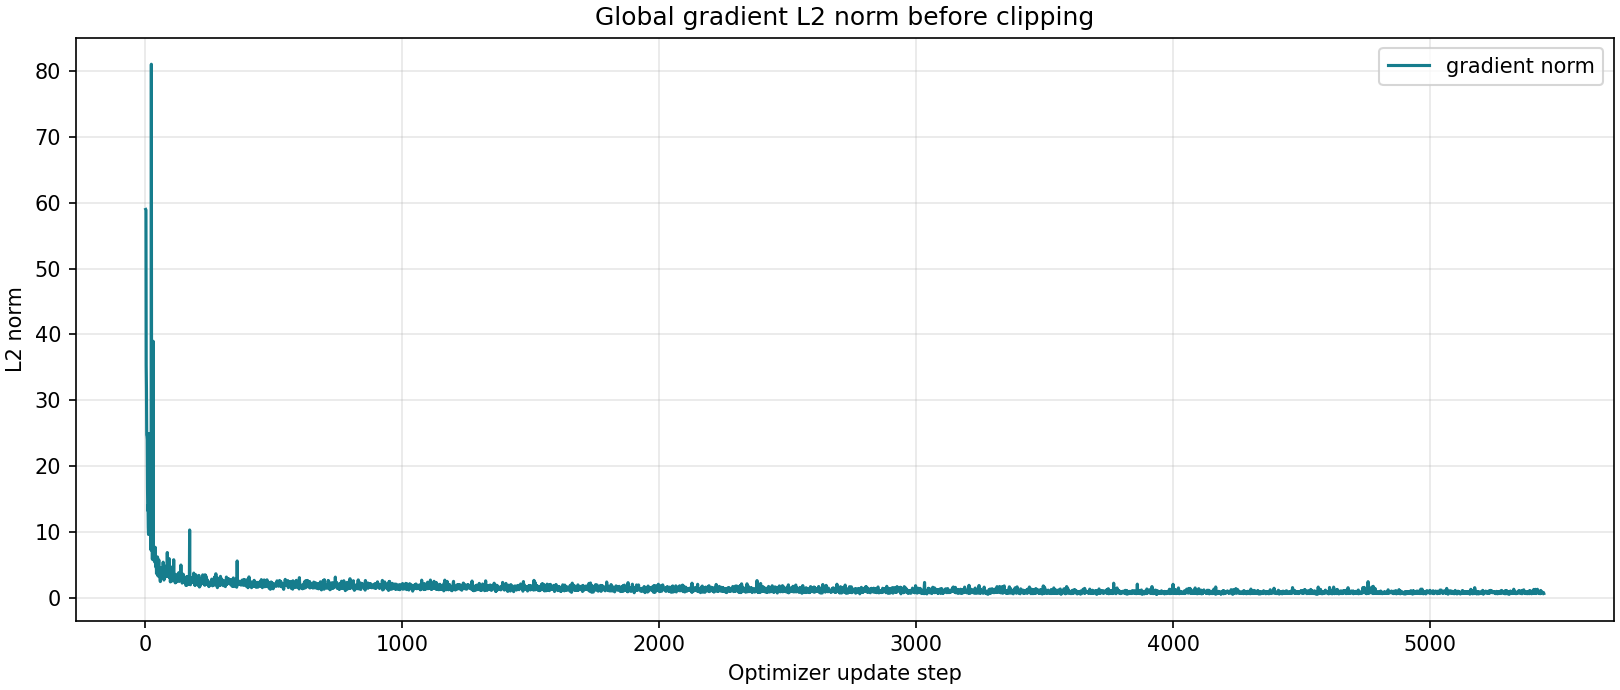 Global gradient L2 norm before clipping
gradient norm
80
70
60
50
40
30
20
10
0
L2 norm
0 1000 2000 3000 4000 5000
Optimizer update step